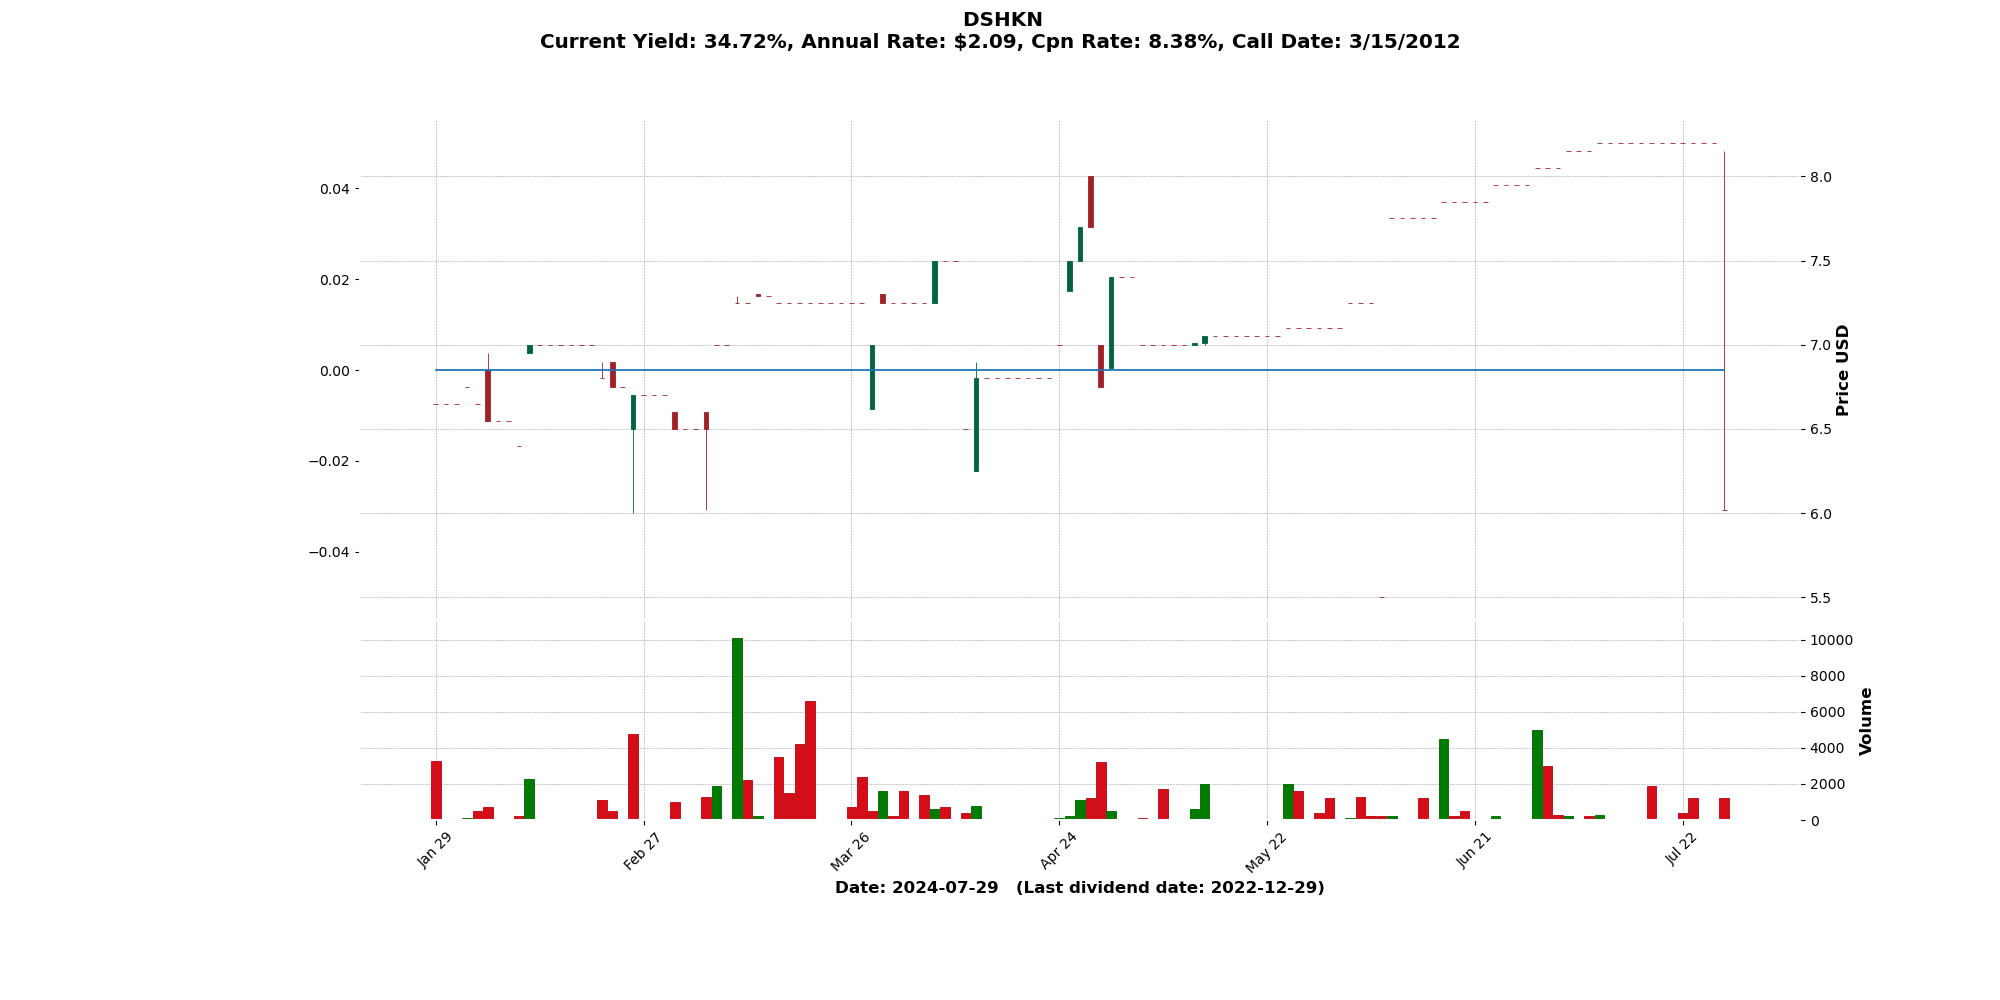 DSHKN
Current Yield: 34.72%, Annual Rate: $2.09, Cpn Rate: 8.38%, Call Date: 3/15/2012
0.04
0.02
0.00
−0.02
−0.04
8.0
7.5
7.0
6.5
6.0
5.5
Price USD
10000
8000
6000
4000
2000
0
Volume
Jan 29
Feb 27
Mar 26
Apr 24
May 22
Jun 21
Jul 22
Date: 2024-07-29   (Last dividend date: 2022-12-29)